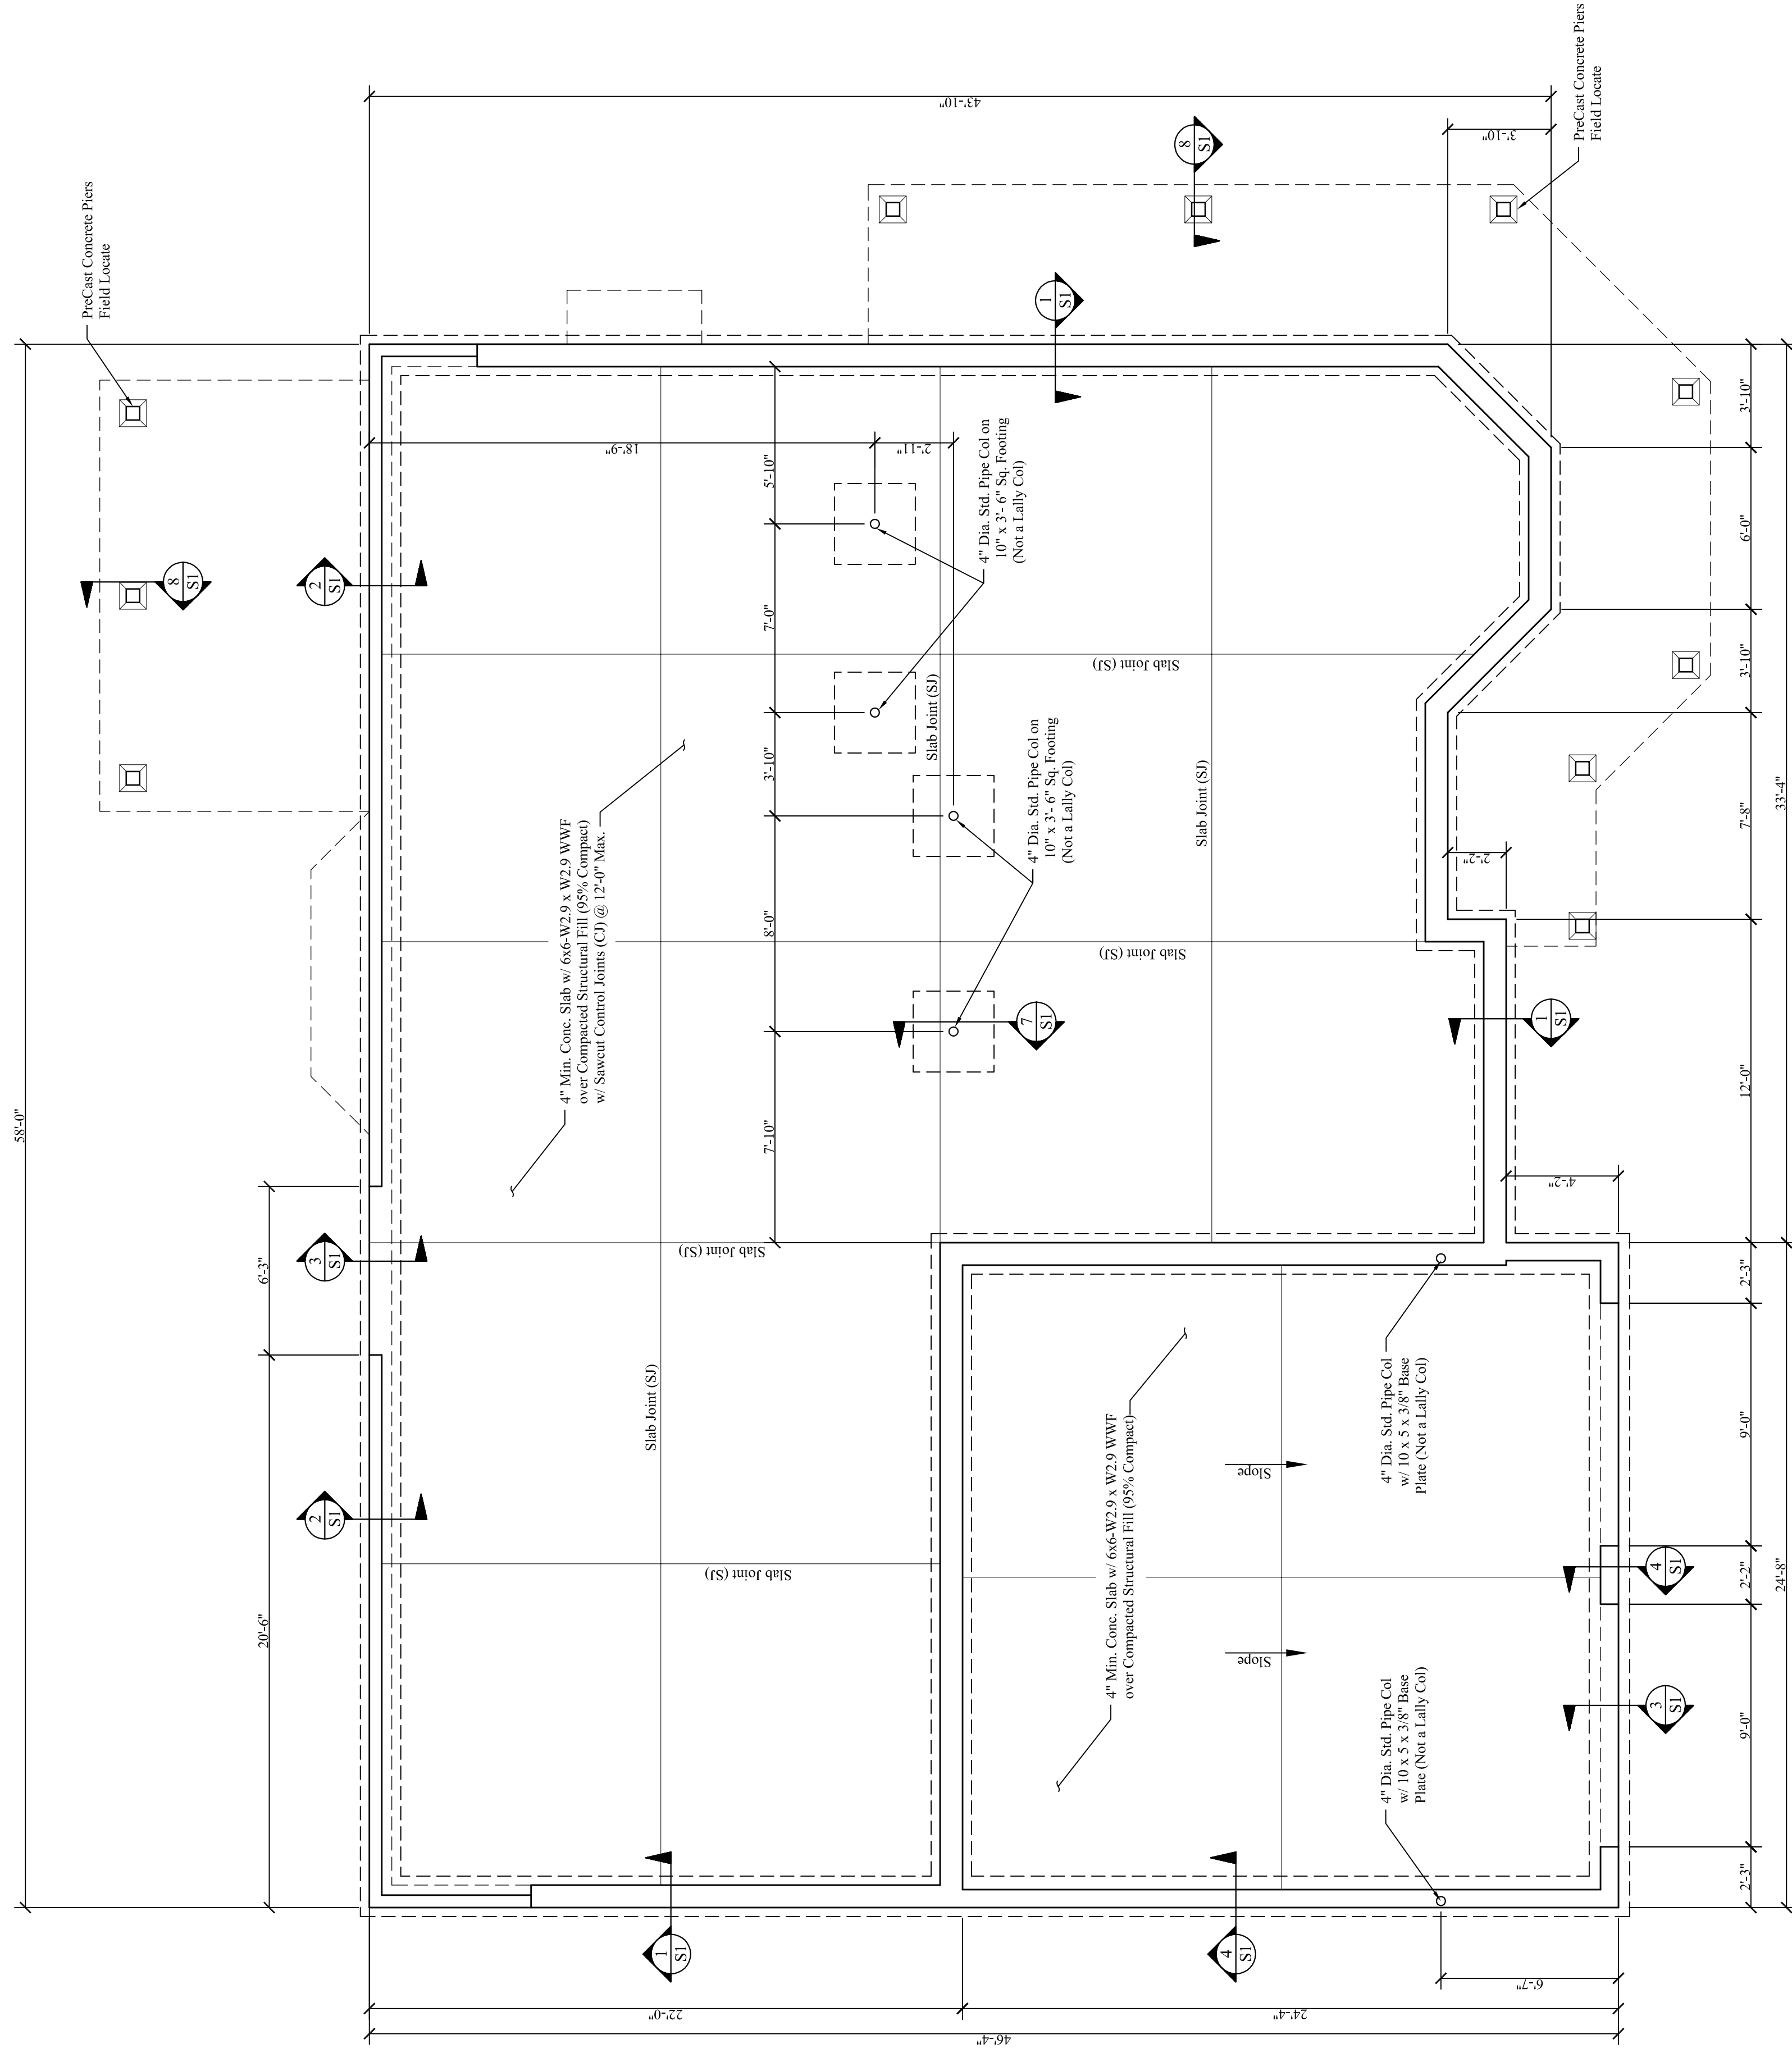 PreCast Concrete Piers
Field Locate
58'-0"
8
S1
2
S1
3
S1
2
S1
6'-3"
20'-6"
43'-10"
3'-10"
8
S1
PreCast Concrete Piers
Field Locate
1
S1
18'-9"
2'-11"
5'-10"
7'-0"
3'-10"
8'-0"
7'-10"
4" Dia. Std. Pipe Col on
10" x 3'- 6" Sq. Footing
(Not a Lally Col)
Slab Joint (SJ)
Slab Joint (SJ)
4" Dia. Std. Pipe Col on
10" x 3'- 6" Sq. Footing
(Not a Lally Col)
Slab Joint (SJ)
4" Min. Conc. Slab w/ 6x6-W2.9 x W2.9 WWF
over Compacted Structural Fill (95% Compact)
w/ Sawcut Control Joints (CJ) @ 12'-0" Max.
Slab Joint (SJ)
7
S1
1
S1
Slab Joint (SJ)
Slab Joint (SJ)
Slab Joint (SJ)
4" Min. Conc. Slab w/ 6x6-W2.9 x W2.9 WWF
over Compacted Structural Fill (95% Compact)
Slope
Slope
4" Dia. Std. Pipe Col
w/ 10 x 5 x 3/8" Base
Plate (Not a Lally Col)
4" Dia. Std. Pipe Col
w/ 10 x 5 x 3/8" Base
Plate (Not a Lally Col)
2'-2"
4'-2"
3'-10"
6'-0"
3'-10"
7'-8"
12'-0"
33'-4"
2'-3"
9'-0"
2'-2"
9'-0"
2'-3"
24'-8"
4
S1
3
S1
1
S1
4
S1
6'-7"
22'-0"
24'-4"
46'-4"